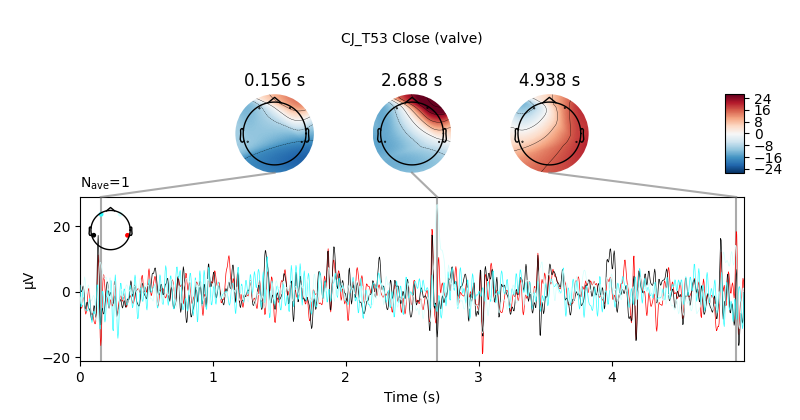 CJ_T53 Close (valve)
0.156 s 2.688 s 4.938 s
24
16
8
0
−8
−16
−24
Nave=1
20
0
−20
µV
0 1 2 3 4
Time (s)